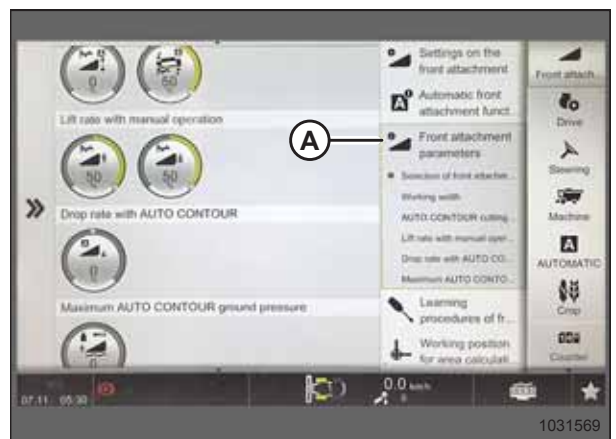 0
50
Lift rate with manual operation
50
50
Drop rate with AUTO CONTOUR
0
Maximum AUTO CONTOUR ground pressure
0
Settings on the
front attachment
Automatic front
attachment funct.
A
Front attachment
parameters
Selection of front attachm...
Working width
AUTO CONTOUR cutting
Lift rate with manual oper...
Drop rate with AUTO CO...
Maximum AUTO CONTO...
Learning
procedures of fr...
Working position
for area calculati...
Front attach...
Drive
Steering
Machine
A
AUTOMATIC
Crop
Counter
07.11 05:30
0.0 km/h
0
1031569